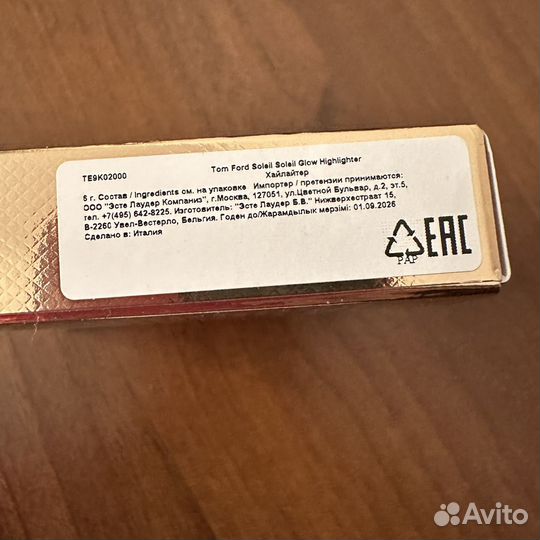 TE9K02000
Tom Ford Soleil Soleil Glow Highlighter
Хайлайтер
8 г. Состав / Ingredients см. на упаковке Импортер / претензии принимаются:
ООО "Эсте Лаудер Компаниз", г.Москва, 127051, ул.Цветной Бульвар, д.2, эт.5,
тел. +7(495) 642-8225. Изготовитель: "Эсте Лаудер Б.В." Нижверхестраат 15,
B-2260 Увел-Вестерло, Бельгия. Годен до/Жарамдылык мерзімі: 01.09.2026
Сделано в: Италия
PAP
EAC
Avito